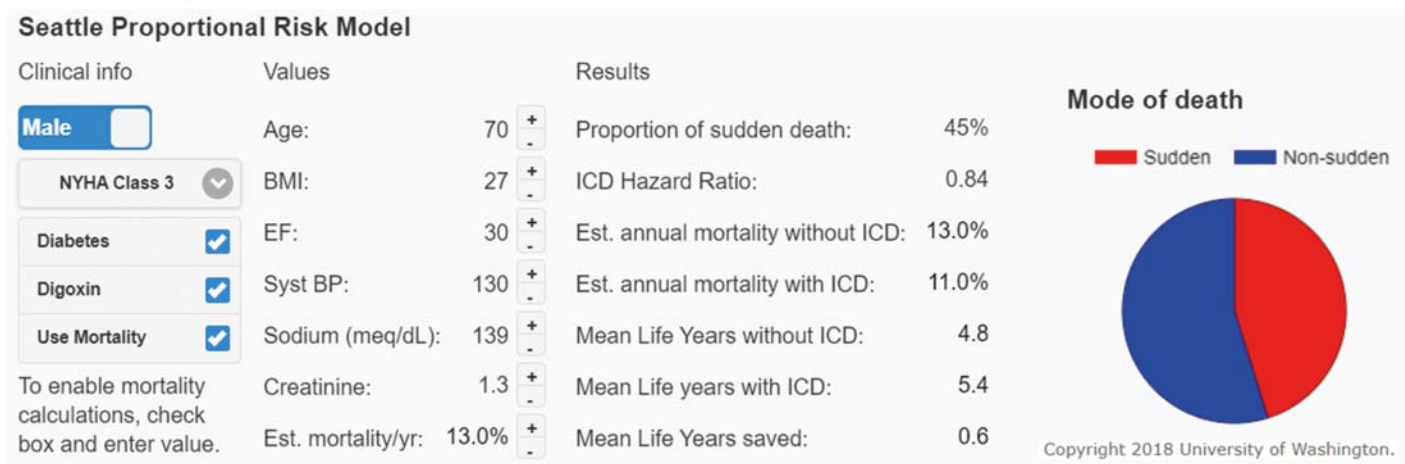 Seattle Proportional Risk Model
Clinical info
Values
Results
Male
Age: 70 + -
Proportion of sudden death: 45%
NYHA Class 3
BMI: 27 + -
ICD Hazard Ratio: 0.84
Diabetes
EF: 30 + -
Est. annual mortality without ICD: 13.0%
Digoxin
Syst BP: 130 + -
Est. annual mortality with ICD: 11.0%
Use Mortality
Sodium (meq/dL): 139 + -
Mean Life Years without ICD: 4.8
To enable mortality
calculations, check
box and enter value.
Creatinine: 1.3 + -
Mean Life years with ICD: 5.4
Est. mortality/yr: 13.0% + -
Mean Life Years saved: 0.6
Mode of death
Sudden Non-sudden
Copyright 2018 University of Washington.